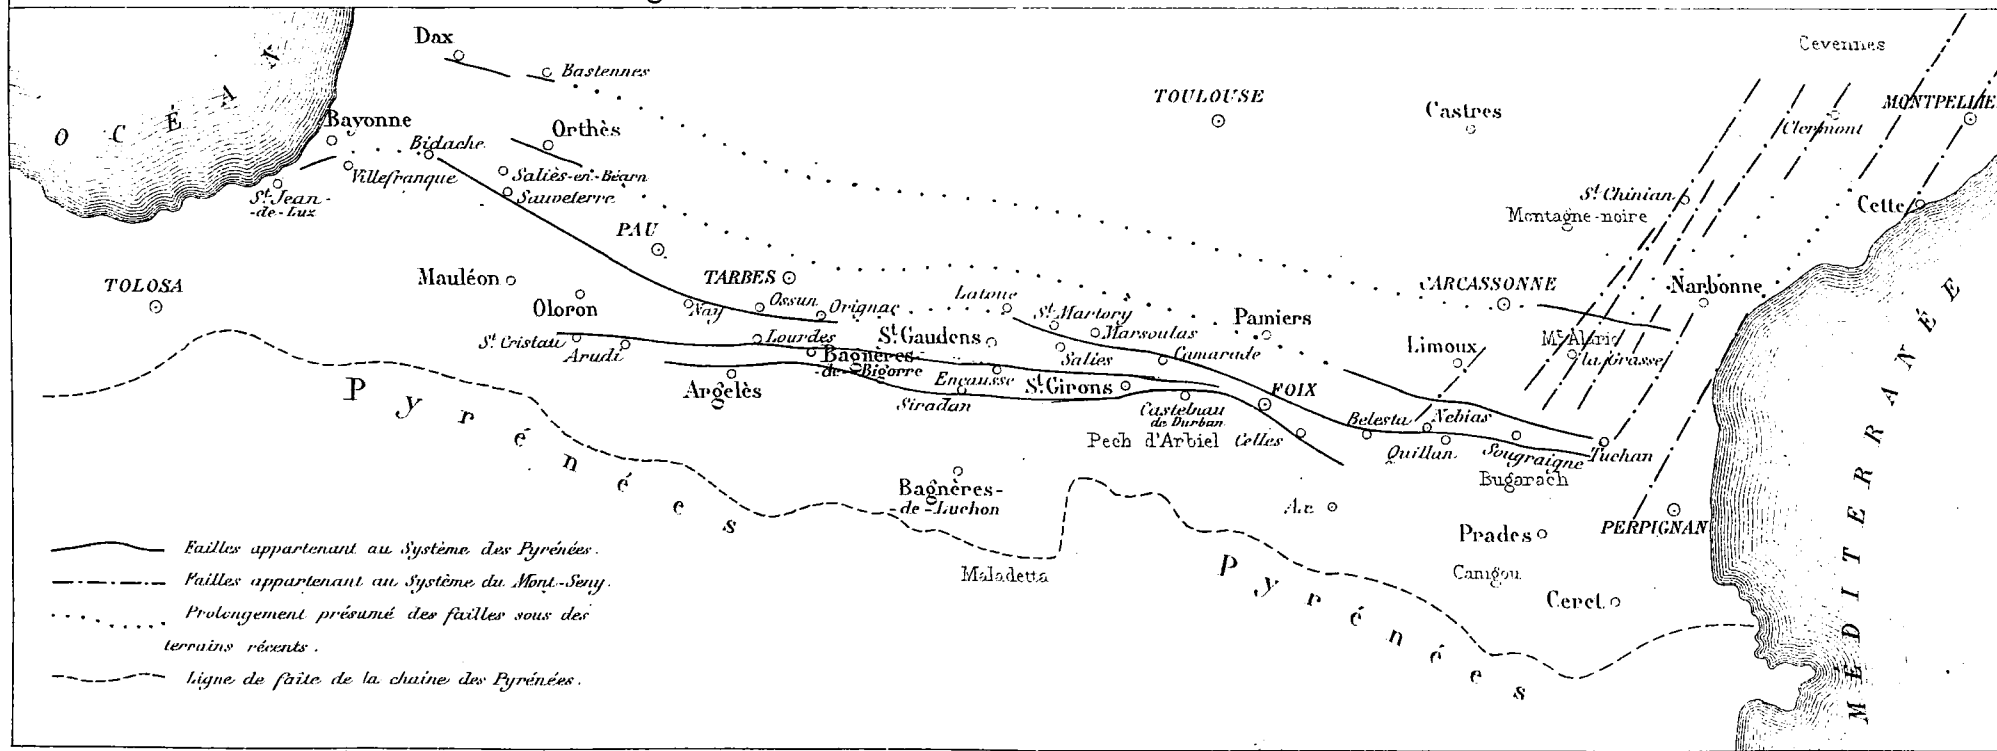 Cevennes
Dax
Bastennes
TOULOUSE
Castres
MONTPELLIE
OCÉAN
Bayonne
Orthès
Clermont
Bidache
Villefranque
Saliès-en-Béarn
Sauveterre
St. Jean-
-de-Lux
St. Chinian
Montagne-noire
Cette
PAU
TOLOSA
Mauléon
Oloron
TARBES
Nay
Ossun
Orignac
Latoue
CARCASSONNE
Narbonne
St. Martory
Marsoulas
Pamiers
St. Cristau
Arudi
Lourdes
St. Gaudens
Salies
Camarade
Limoux
Mt. Alaric
la Grasse
Bagnères-
-de-Bigorre
Argelès
Encausse
Siradan
St. Girons
FOIX
Castelnau
de Durban
Pech d'Arbiel
Celles
Belesta
Nebias
Quillan
Sougraigne
Tuchan
Bugarach
Pyrénées
Bagnères-
-de-Luchon
Ax
PERPIGNAN
Prades
Maladetta
Canigou
Ceret
Pyrénées
MÉDITERRANÉE
Failles appartenant au Système des Pyrénées.
Failles appartenant au Système du Mont-Seny.
Prolongement présumé des failles sous des
terrains récents.
Ligne de faîte de la chaine des Pyrénées.